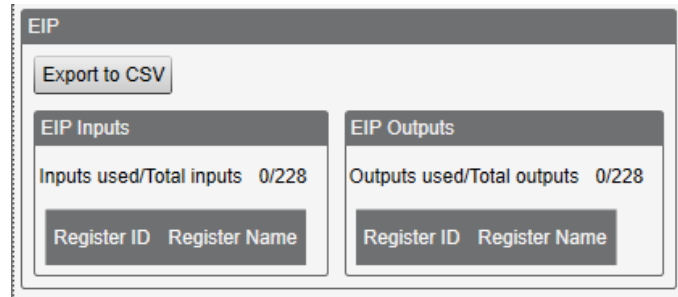 EIP
Export to CSV
EIP Inputs
Inputs used/Total inputs 0/228
Register ID Register Name
EIP Outputs
Outputs used/Total outputs 0/228
Register ID Register Name